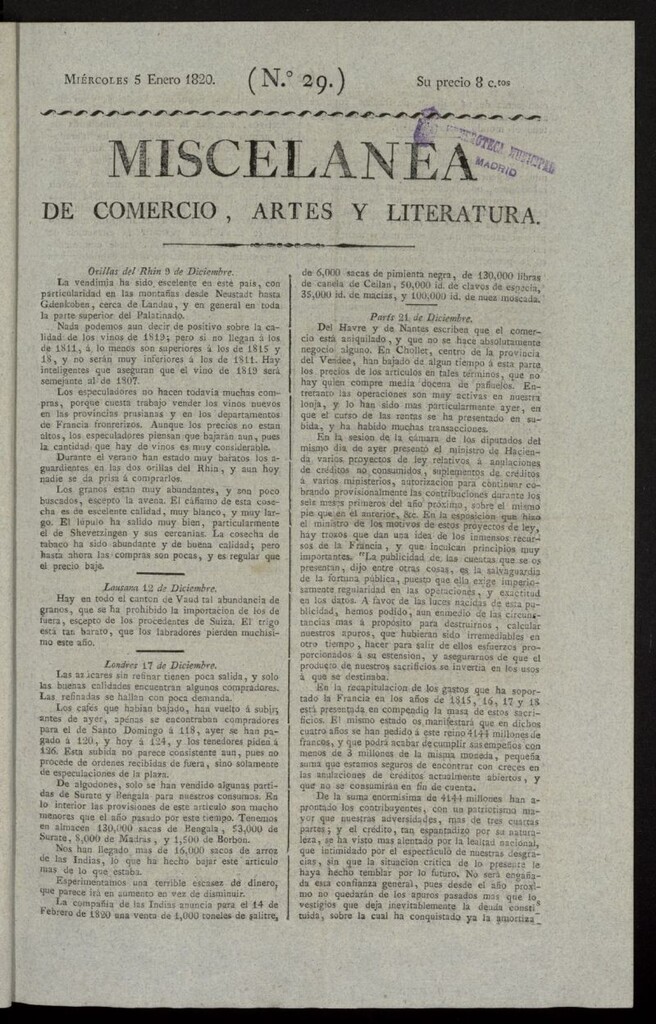 MIÉRCOLES 5 Enero 1820.
(N.º 29.)
Su precio 8 c.tos
HEMEROTECA MUNICIPAL
MADRID
MISCELANEA
DE COMERCIO, ARTES Y LITERATURA.
Orillas del Rhin 9 de Diciembre.
La vendimia ha sido escelente en este pais, con
particularidad en las montañas desde Neustadt hasta
Gdenkoben, cerca de Landau, y en general en toda
la parte superior del Palatinado.
Nada podemos aun decir de positivo sobre la ca-
lidad de los vinos de 1819; pero si no llegan á los
de 1811, á lo menos son superiores á los de 1815 y
18, y no serán muy inferiores á los de 1811. Hay
inteligentes que aseguran que el vino de 1819 será
semejante al de 1807.
Los especuladores no hacen todavia muchas com-
pras, porque cuesta trabajo vender los vinos nuevos
en las provincias prusianas y en los departamentos
de Francia fronterizos. Aunque los precios no estan
altos, los especuladores piensan que bajarán aun, pues
la cantidad que hay de vinos es muy considerable.
Durante el verano han estado muy baratos los a-
guardientes en las dos orillas del Rhin, y aun hoy
nadie se da prisa á comprarlos.
Los granos estan muy abundantes, y son poco
buscados, escepto la avena. El cáñamo de esta cose-
cha es de escelente calidad, muy blanco, y muy lar-
go. El lúpulo ha salido muy bien, particularmente
el de Shevetzingen y sus cercanias. La cosecha de
tabaco ha sido abundante y de buena calidad; pero
hasta ahora las compras son pocas, y es regular que
el precio baje.
Lausana 12 de Diciembre.
Hay en todo el canton de Vaud tal abundancia de
granos, que se ha prohibido la importacion de los de
fuera, escepto de los procedentes de Suiza. El trigo
está tan barato, que los labradores pierden muchísi-
mo este año.
Londres 17 de Diciembre.
Las azúcares sin refinar tienen poca salida, y solo
las buenas calidades encuentran algunos compradores.
Las refinadas se hallan con poca demanda.
Los cafés que habian bajado, han vuelto á subir;
antes de ayer, apénas se encontraban compradores
para el de Santo Domingo á 118, ayer se han pa-
gado á 120, y hoy á 124, y los tenedores piden á
126. Esta subida no parece consistente aun, pues no
procede de órdenes recibidas de fuera, sino solamente
de especulaciones de la plaza.
De algodones, solo se han vendido algunas parti-
das de Surate y Bengala para nuestros consumos. En
lo interior las provisiones de este artículo son mucho
menores que el año pasado por este tiempo. Tenemos
en almacen 130,000 sacas de Bengala, 53,000 de
Surate, 8,000 de Madras, y 1,500 de Borbon.
Nos han llegado mas de 16,000 sacos de arroz
de las Indias, lo que ha hecho bajar este artículo
mas de lo que estaba.
Esperimentamos una terrible escasez de dinero,
que parece irá en aumento en vez de disminuir.
La compañia de las Indias anuncia para el 14 de
Febrero de 1820 una venta de 1,000 toneles de salitre,
de 6,000 sacas de pimienta negra, de 130,000 libras
de canela de Ceilan, 50,000 id. de clavos de especia,
35,000 id. de macias, y 100,000 id. de nuez moscada.
Paris 21 de Diciembre.
Del Havre y de Nantes escriben que el comer-
cio está aniquilado, y que no se hace absolutamente
negocio alguno. En Chollet, centro de la provincia
del Vendee, han bajado de algun tiempo á esta parte
los precios de los artículos en tales términos, que no
hay quien compre media docena de pañuelos. En-
tretanto las operaciones son muy activas en nuestra
lonja, y lo han sido mas particularmente ayer, en
que el curso de las rentas se ha presentado en su-
bida, y ha habido muchas transacciones.
En la sesion de la cámara de los diputados del
mismo dia de ayer presentó el ministro de Hacien-
da varios proyectos de ley relativos á anulaciones
de créditos no consumidos, suplementos de créditos
á varios ministerios, autorizacion para continuar co-
brando provisionalmente las contribuciones durante los
seis meses primeros del año próximo, sobre el mismo
pie que en el anterior, &c. En la esposicion que hizo
el ministro de los motivos de estos proyectos de ley,
hay trozos que dan una idea de los inmensos recur-
sos de la Francia, y que inculcan principios muy
importantes. "La publicidad de las cuentas que se os
presentan, dijo entre otras cosas, es la salvaguardia
de la fortuna pública, puesto que ella exige imperio-
samente regularidad en las operaciones, y exactitud
en los datos. A favor de las luces nacidas de esta pu-
blicidad, hemos podido, aun enmedio de las circuns-
tancias mas á propósito para destruirnos, calcular
nuestros apuros, que hubieran sido irremediables en
otro tiempo, hacer para salir de ellos esfuerzos pro-
porcionados á su estension, y asegurarnos de que el
producto de nuestros sacrificios se invertia en los usos
á que se destinaba.
En la recapitulacion de los gastos que ha sopor-
tado la Francia en los años de 1815, 16, 17 y 18
está presentada en compendio la masa de estos sacri-
ficios. El mismo estado os manifestará que en dichos
cuatro años se han pedido á este reino 4144 millones de
francos, y que podrá acabar de cumplir sus empeños con
menos de 3 millones de la misma moneda, pequeña
suma que estamos seguros de encontrar con creces en
las anulaciones de créditos actualmente abiertos, y
que no se consumirán en fin de cuenta.
De la suma enormísima de 4144 millones han a-
prontado los contribuyentes, con un patriotismo ma-
yor que nuestras adversidades, mas de tres cuartas
partes; y el crédito, tan espantadizo por su natura-
leza, se ha visto mas alentado por la lealtad nacional,
que intimidado por el espectáculo de nuestras desgra-
cias, sin que la situacion crítica de lo presente le
haya hecho temblar por lo futuro. No será engaña-
da esta confianza general, pues desde el año próxi-
mo no quedarán de los apuros pasados mas que lo
vestigios que deja inevitablemente la deuda consti-
tuida, sobre la cual ha conquistado ya la amortiza-